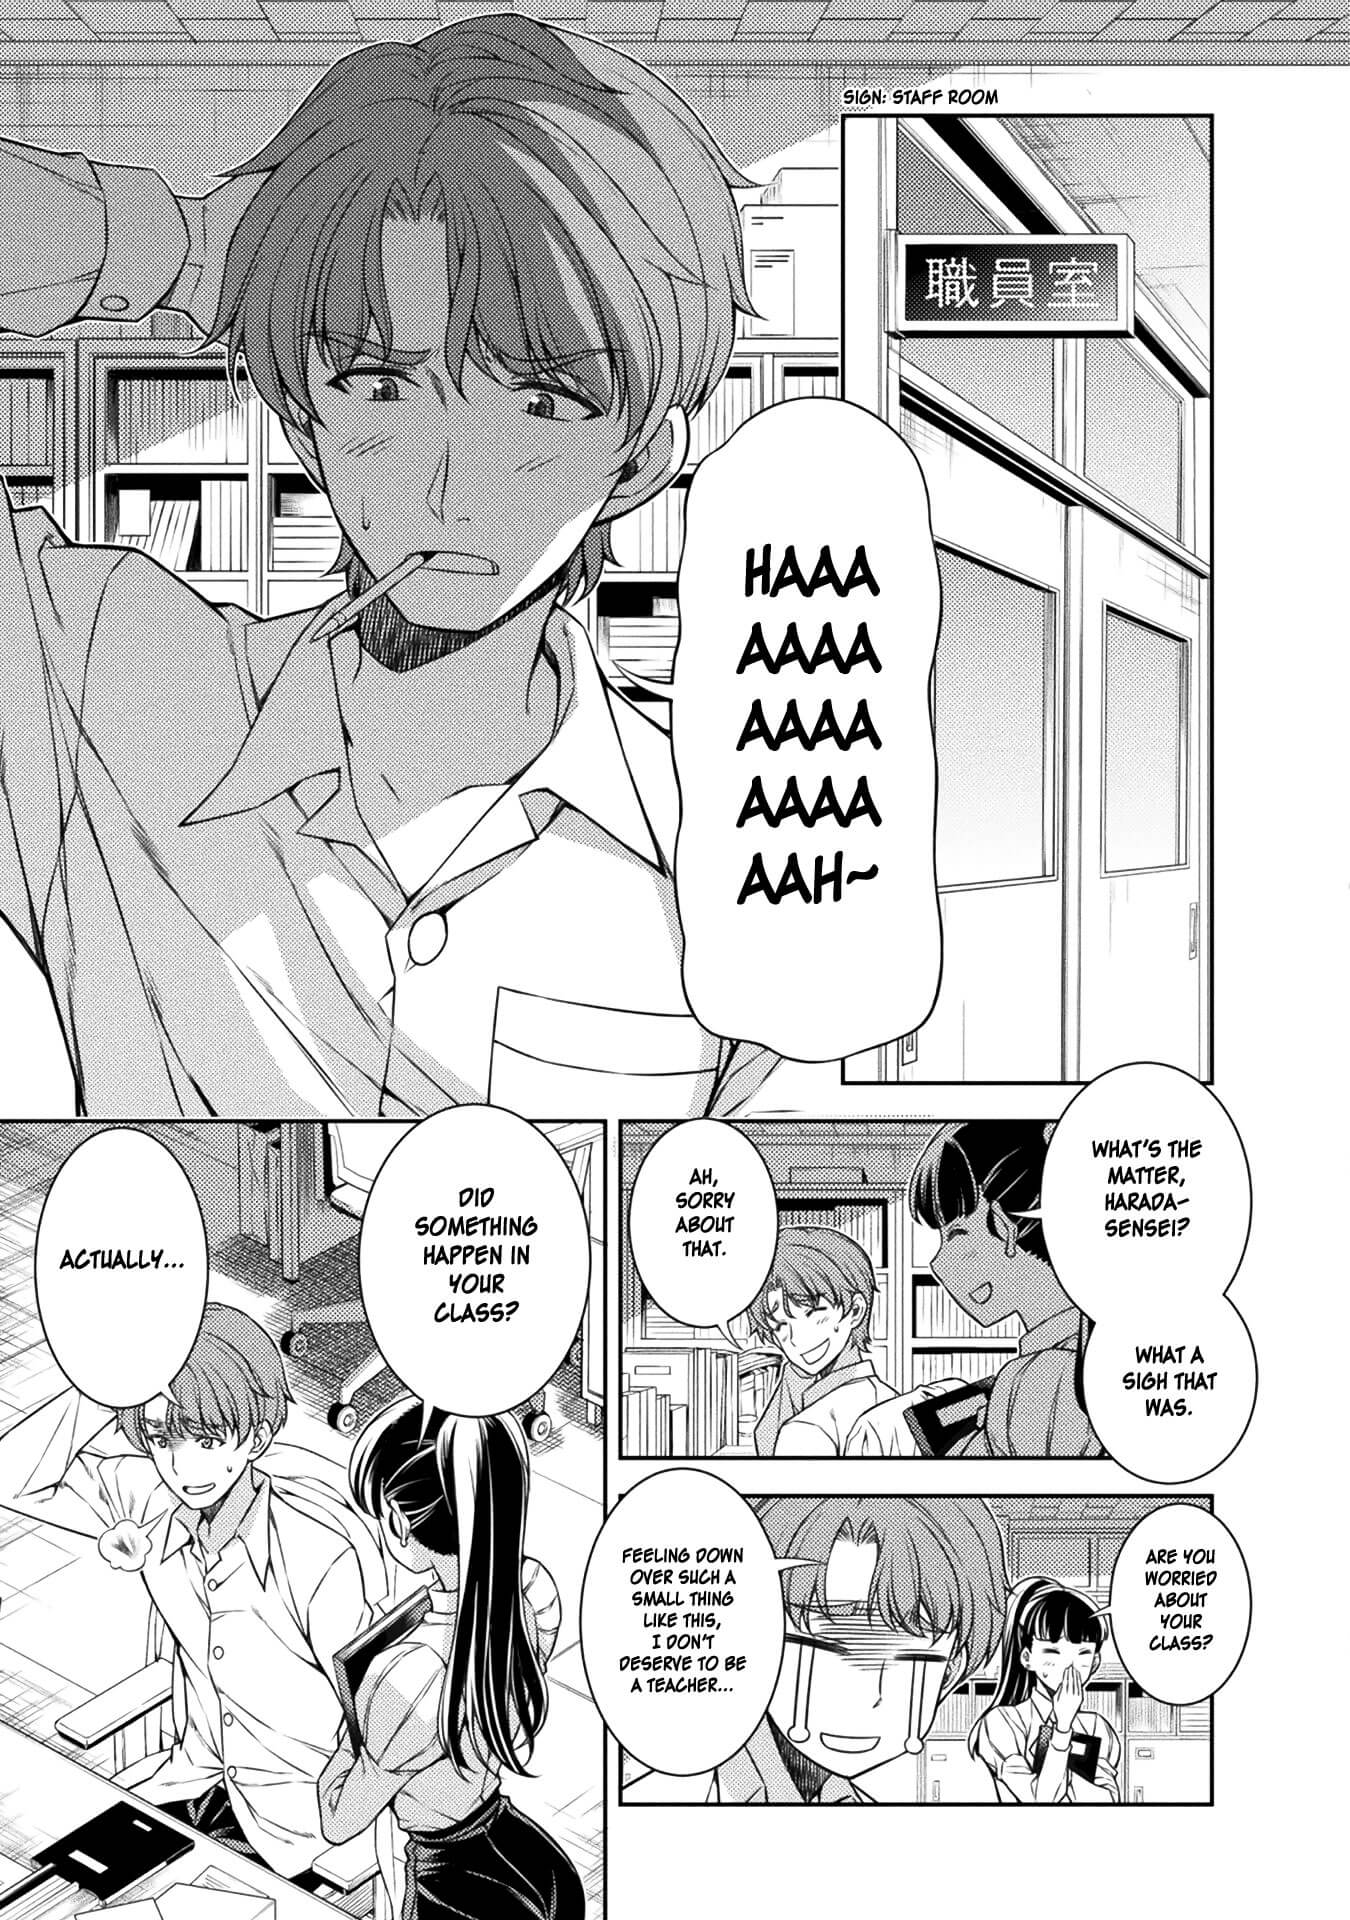 SIGN: STAFF ROOM
職員室
HAAA
AAAA
AAAA
AAAA
AAH~
WHAT'S THE
MATTER,
HARADA-
SENSEI?
WHAT A
SIGH THAT
WAS.
AH,
SORRY
ABOUT
THAT.
ARE YOU
WORRIED
ABOUT
YOUR
CLASS?
FEELING DOWN
OVER SUCH A
SMALL THING
LIKE THIS,
I DON'T
DESERVE TO BE
A TEACHER...
DID
SOMETHING
HAPPEN IN
YOUR
CLASS?
ACTUALLY...